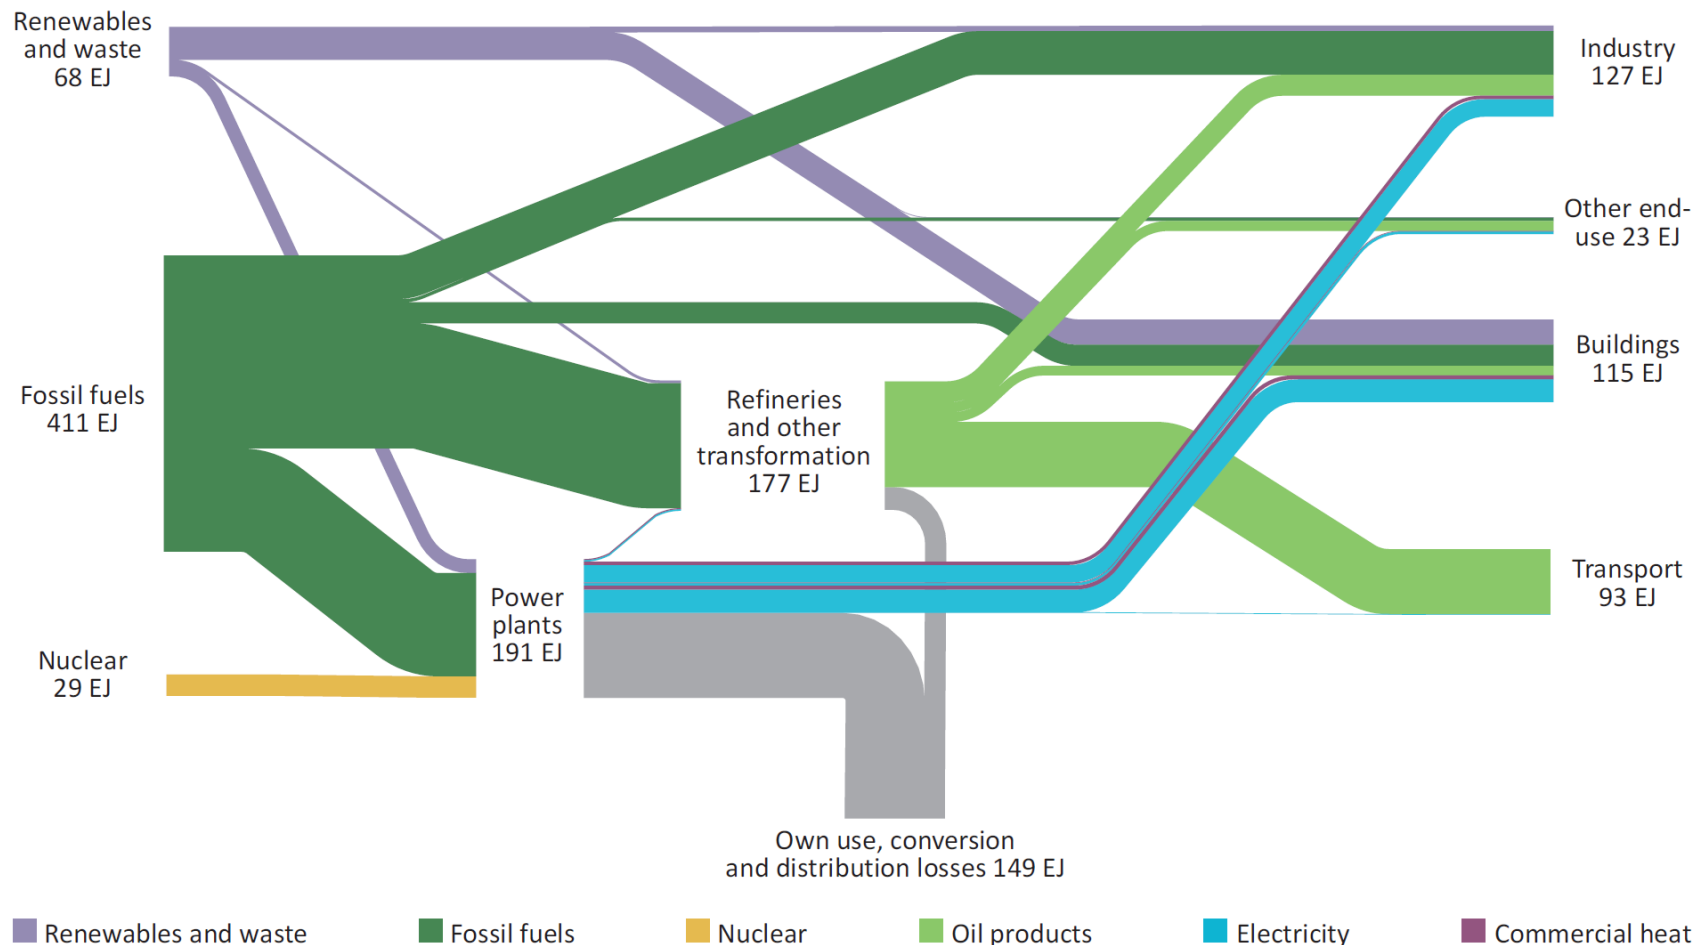 Renewables
and waste
68 EJ
Fossil fuels
411 EJ
Nuclear
29 EJ
Power
plants
191 EJ
Refineries
and other
transformation
177 EJ
Own use, conversion
and distribution losses 149 EJ
Industry
127 EJ
Other end-
use 23 EJ
Buildings
115 EJ
Transport
93 EJ
Renewables and waste
Fossil fuels
Nuclear
Oil products
Electricity
Commercial heat